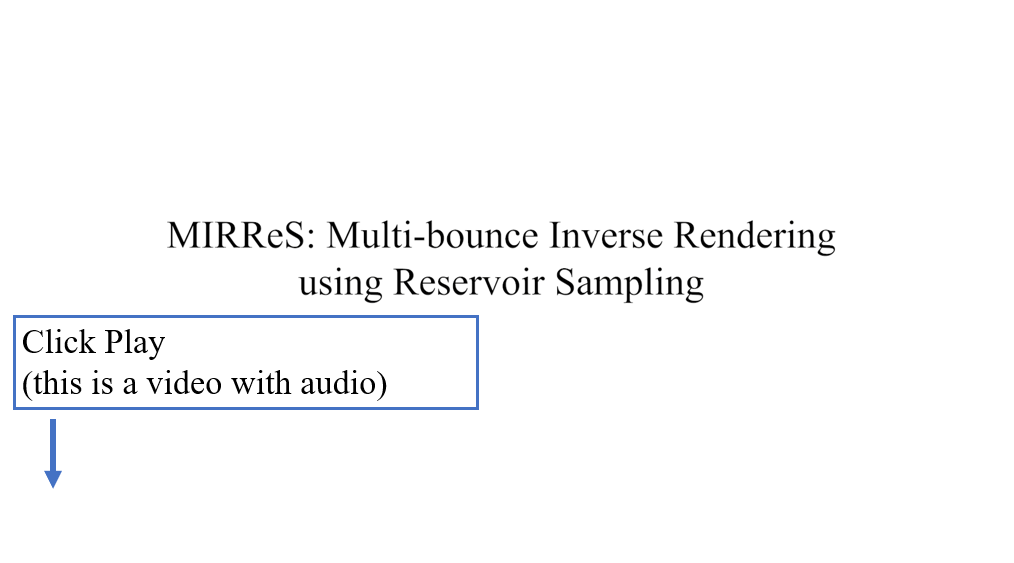 MIRReS: Multi-bounce Inverse Rendering
using Reservoir Sampling
Click Play
(this is a video with audio)